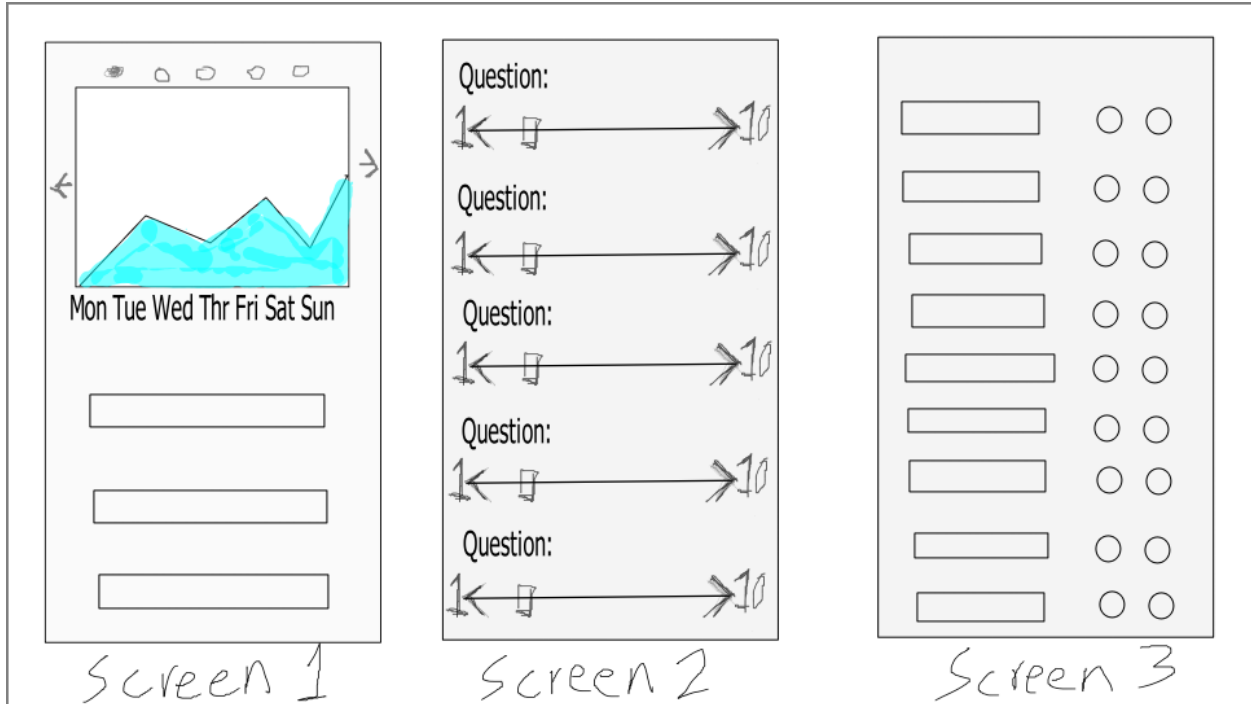 Mon Tue Wed Thr Fri Sat Sun
Screen 1
Question:
1 10
Question:
1 10
Question:
1 10
Question:
1 10
Question:
1 10
Screen 2
Screen 3